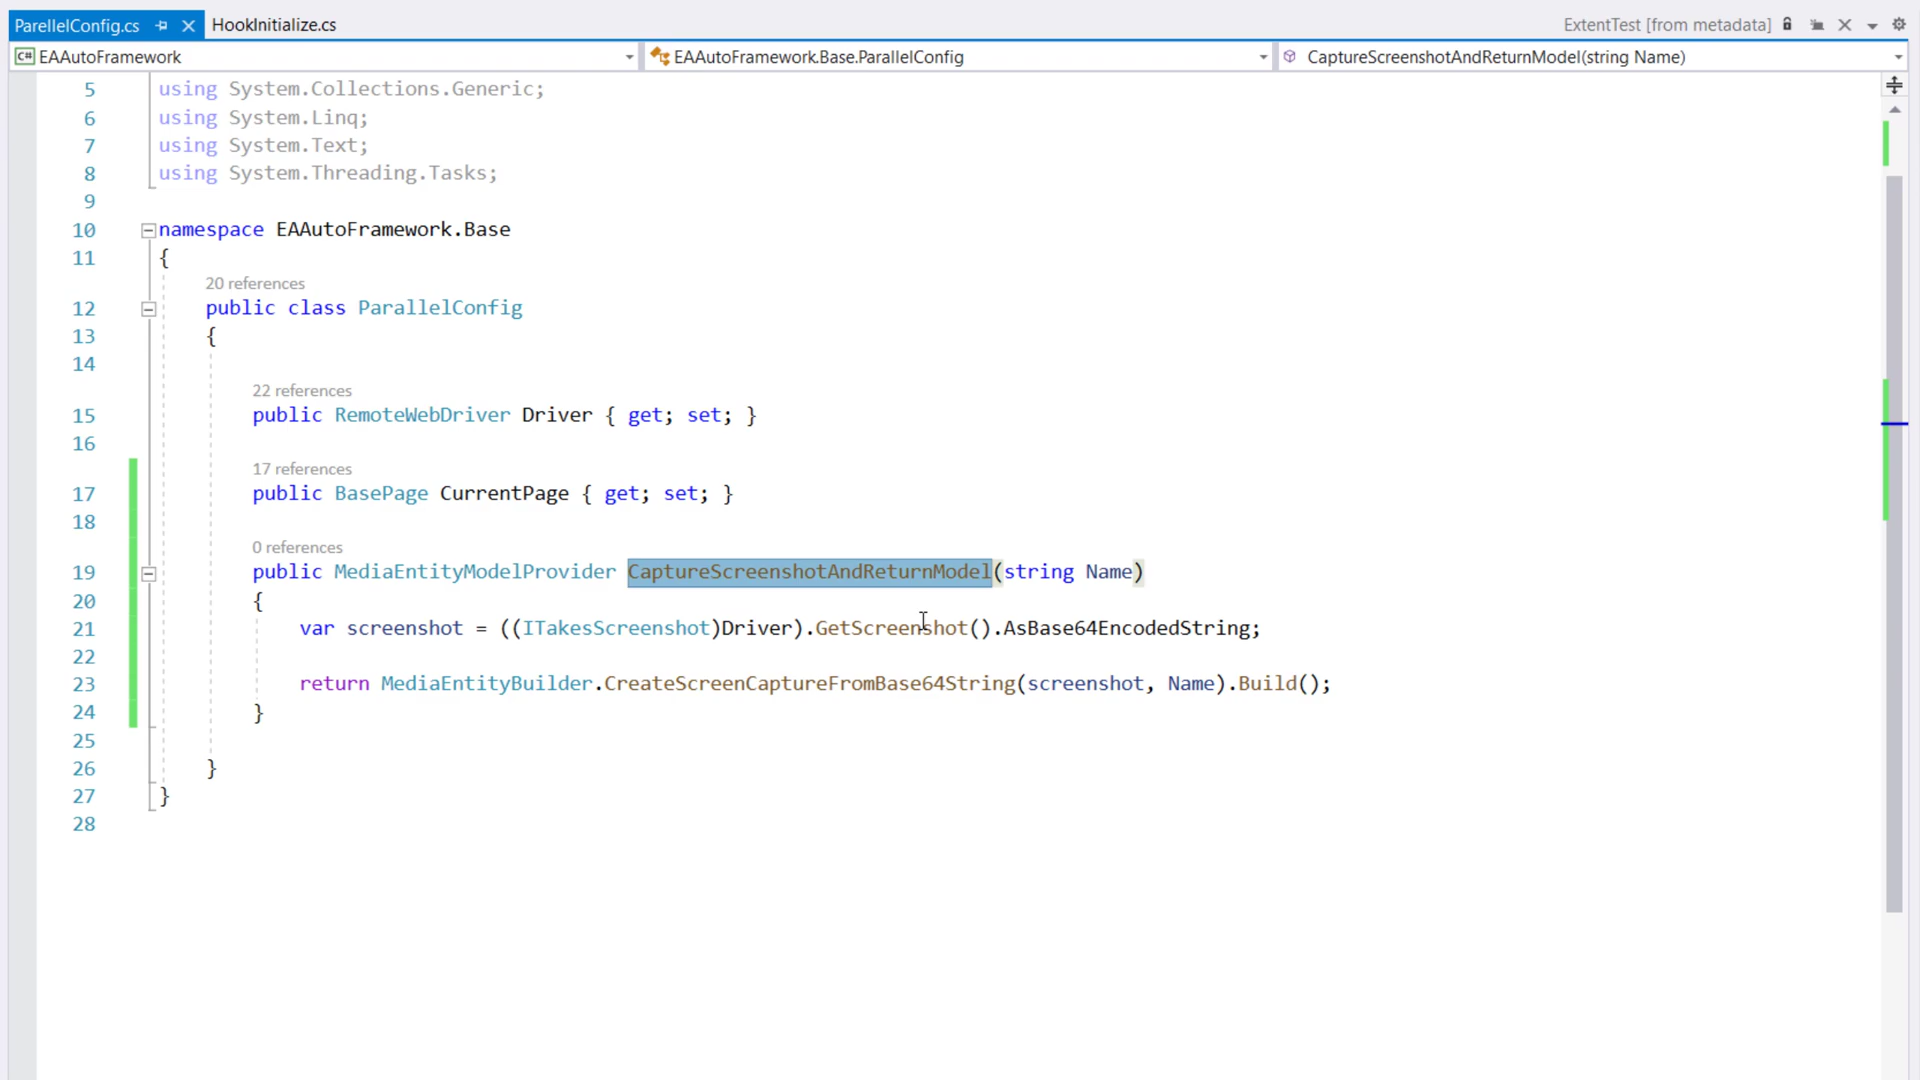 ParellelConfig.cs
HookInitialize.cs
ExtentTest [from metadata]
C# EAAutoFramework
EAAutoFramework.Base.ParallelConfig
CaptureScreenshotAndReturnModel(string Name)
5 using System.Collections.Generic;
6 using System.Linq;
7 using System.Text;
8 using System.Threading.Tasks;
9
10 namespace EAAutoFramework.Base
11 {
20 references
12 public class ParallelConfig
13 {
14
22 references
15 public RemoteWebDriver Driver { get; set; }
16
17 references
17 public BasePage CurrentPage { get; set; }
18
0 references
19 public MediaEntityModelProvider CaptureScreenshotAndReturnModel(string Name)
20 {
21 var screenshot = ((ITakesScreenshot)Driver).GetScreenshot().AsBase64EncodedString;
22
23 return MediaEntityBuilder.CreateScreenCaptureFromBase64String(screenshot, Name).Build();
24 }
25
26 }
27 }
28